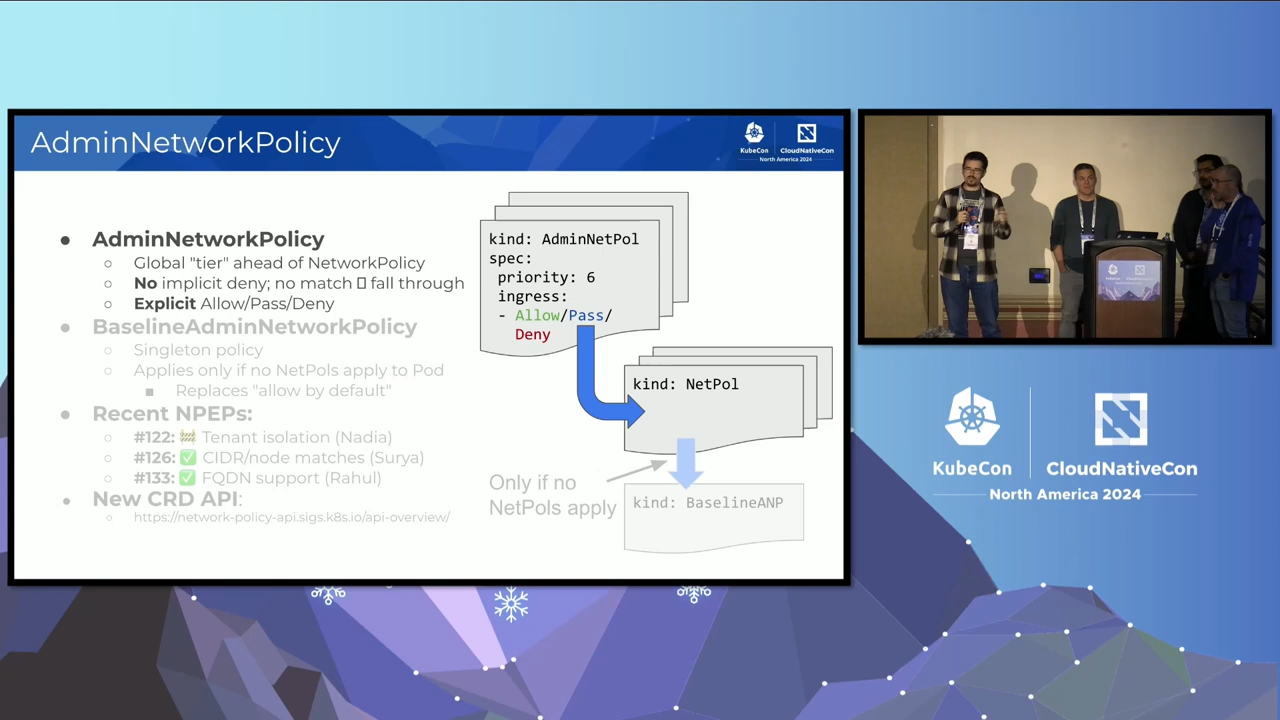 AdminNetworkPolicy
KubeCon
CloudNativeCon
North America 2024
● AdminNetworkPolicy
○ Global "tier" ahead of NetworkPolicy
○ No implicit deny; no match ▯ fall through
○ Explicit Allow/Pass/Deny
● BaselineAdminNetworkPolicy
○ Singleton policy
○ Applies only if no NetPols apply to Pod
■ Replaces "allow by default"
● Recent NPEPs:
○ #122: 🚧 Tenant isolation (Nadia)
○ #126: ✅ CIDR/node matches (Surya)
○ #133: ✅ FQDN support (Rahul)
● New CRD API:
○ https://network-policy-api.sigs.k8s.io/api-overview/
kind: AdminNetPol
spec:
priority: 6
ingress:
- Allow/Pass/
Deny
kind: NetPol
Only if no
NetPols apply
kind: BaselineANP
KubeCon
CloudNativeCon
North America 2024